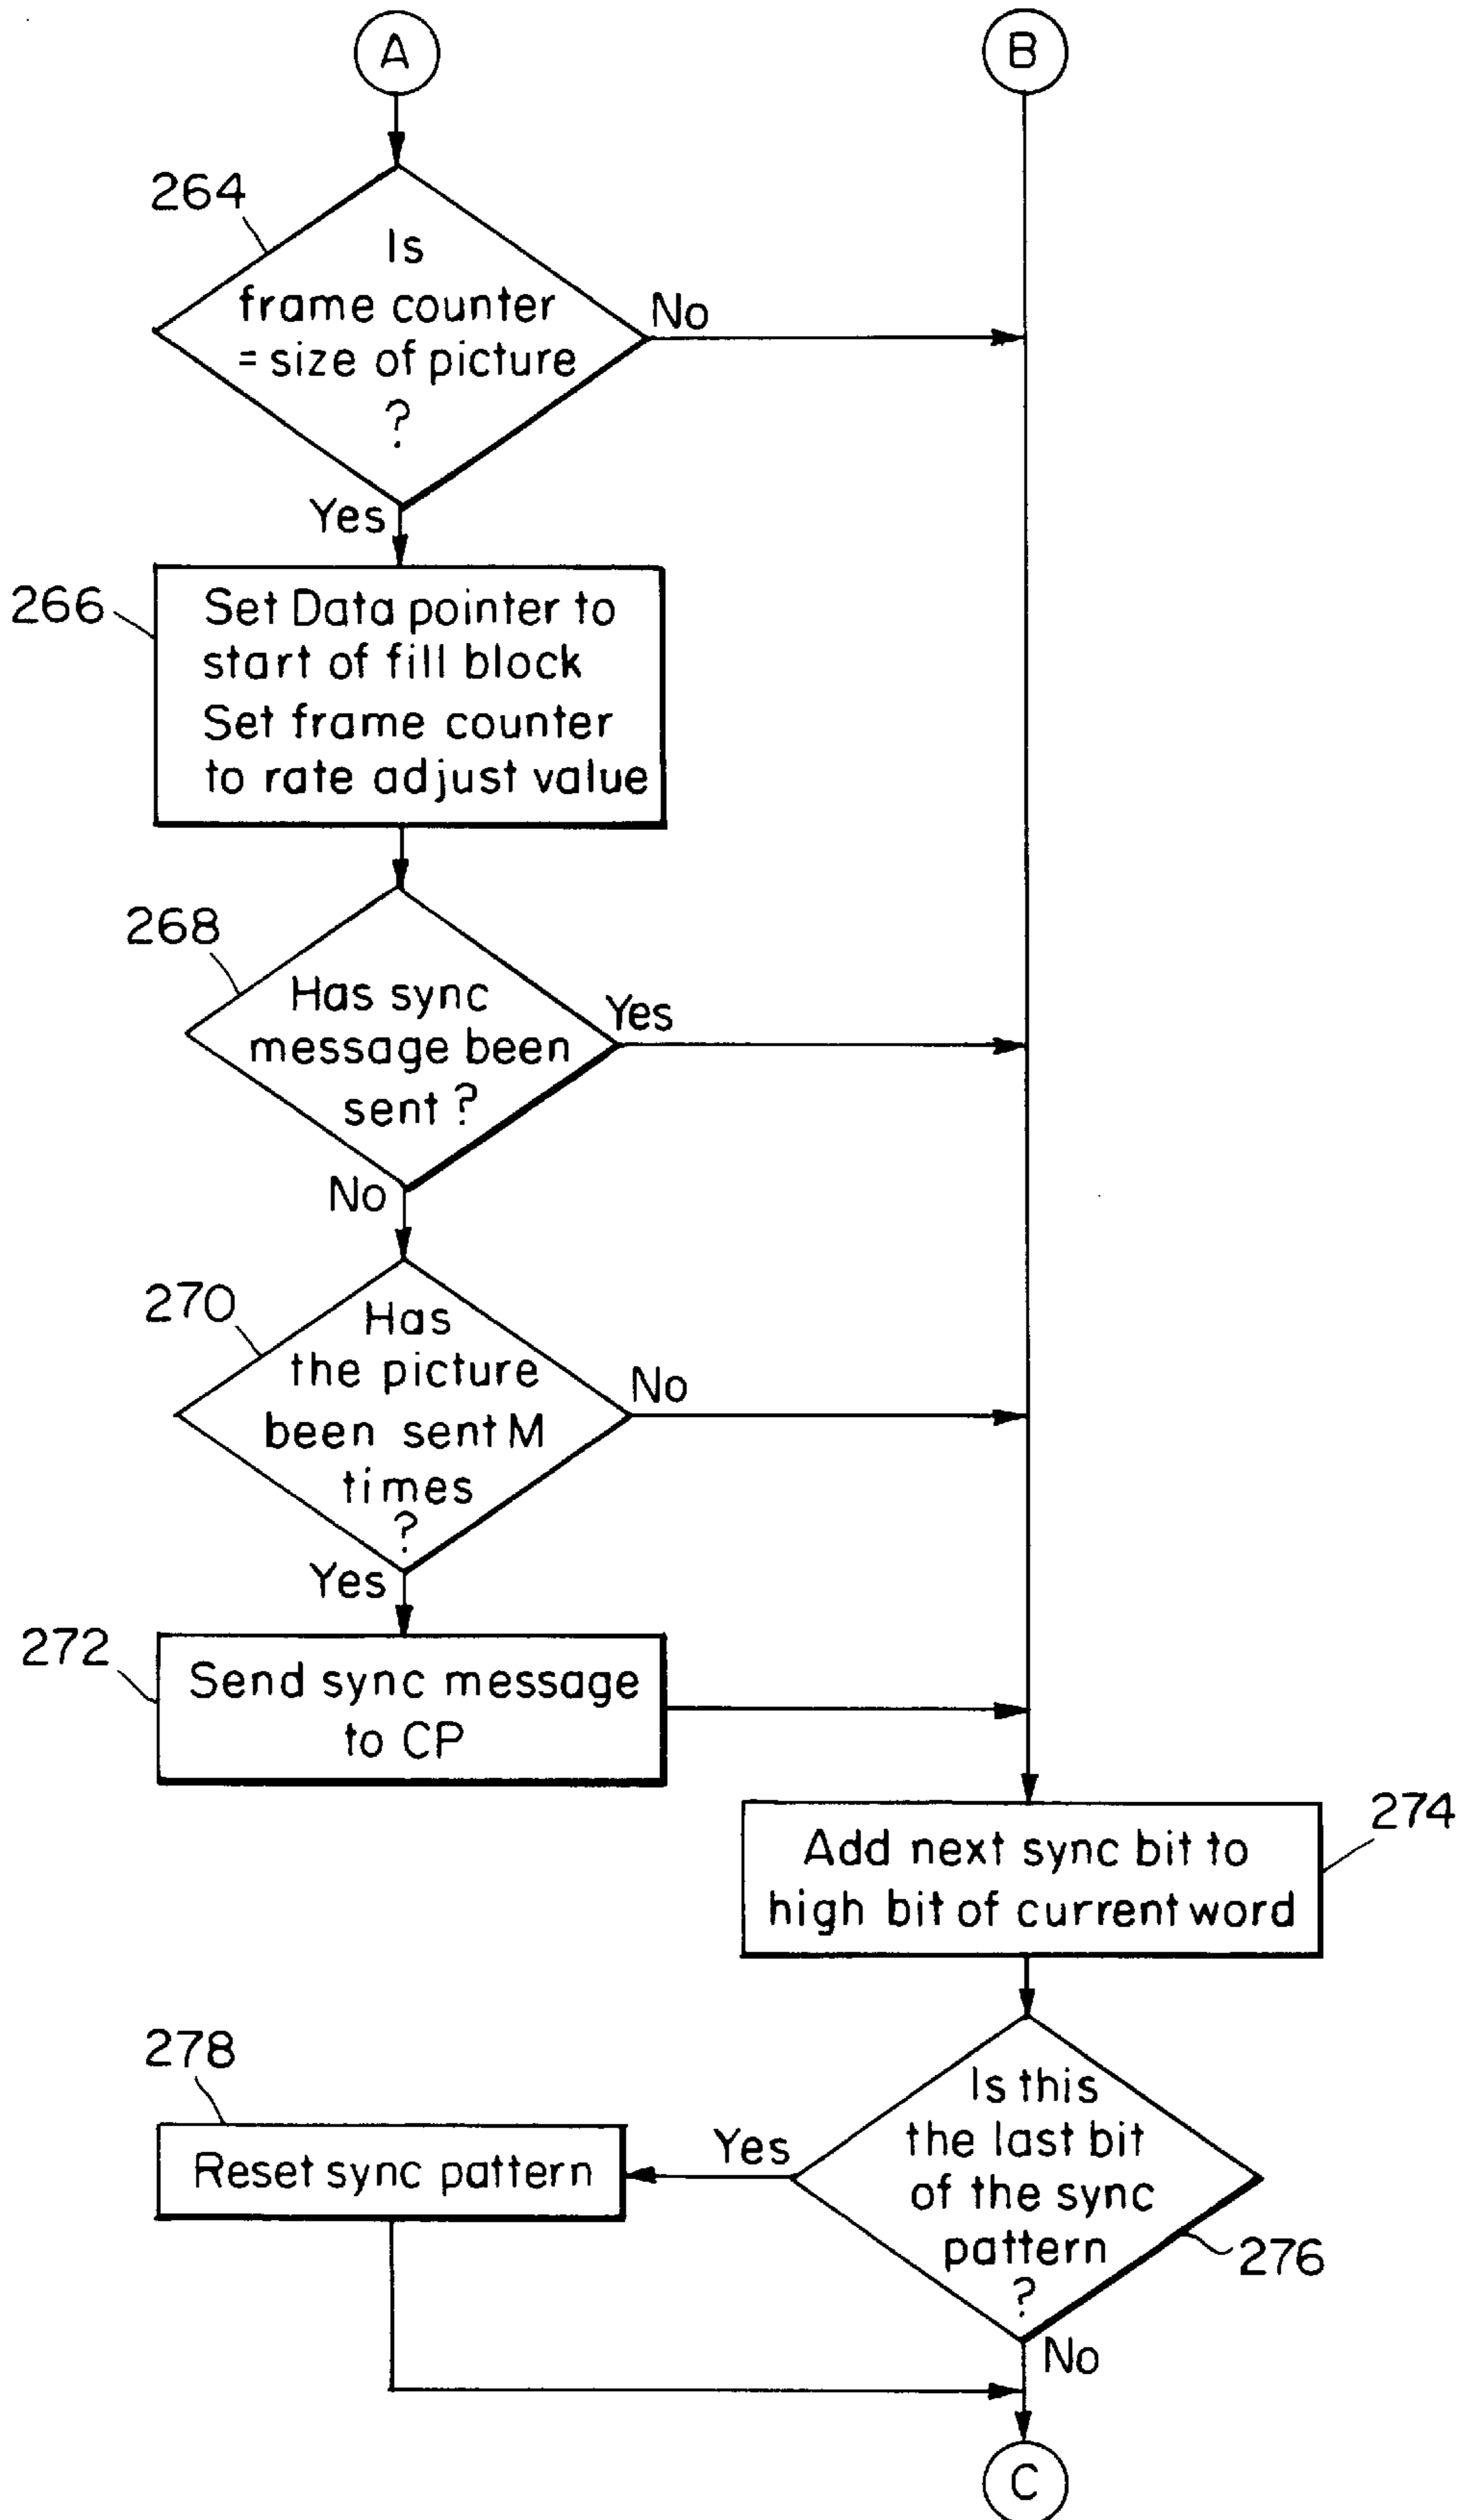 A
B
264
Is
frame counter
= size of picture
?
No
Yes
266
Set Data pointer to
start of fill block
Set frame counter
to rate adjust value
268
Has sync
message been
sent ?
Yes
No
270
Has
the picture
been sent M
times
?
No
Yes
272
Send sync message
to CP
274
Add next sync bit to
high bit of current word
278
Reset sync pattern
Yes
Is this
the last bit
of the sync
pattern
?
276
No
C